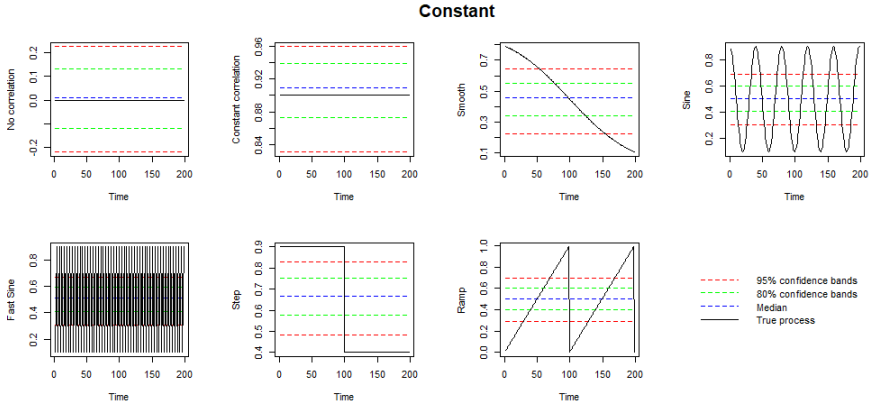 Constant
No correlation
-0.2 0.0 0.1 0.2
0 50 100 150 200
Time
Constant correlation
0.84 0.88 0.92 0.96
0 50 100 150 200
Time
Smooth
0.1 0.3 0.5 0.7
0 50 100 150 200
Time
Sine
0.2 0.4 0.6 0.8
0 50 100 150 200
Time
Fast Sine
0.2 0.4 0.6 0.8
0 50 100 150 200
Time
Step
0.4 0.5 0.6 0.7 0.8 0.9
0 50 100 150 200
Time
Ramp
0.0 0.2 0.4 0.6 0.8 1.0
0 50 100 150 200
Time
95% confidence bands
80% confidence bands
Median
True process